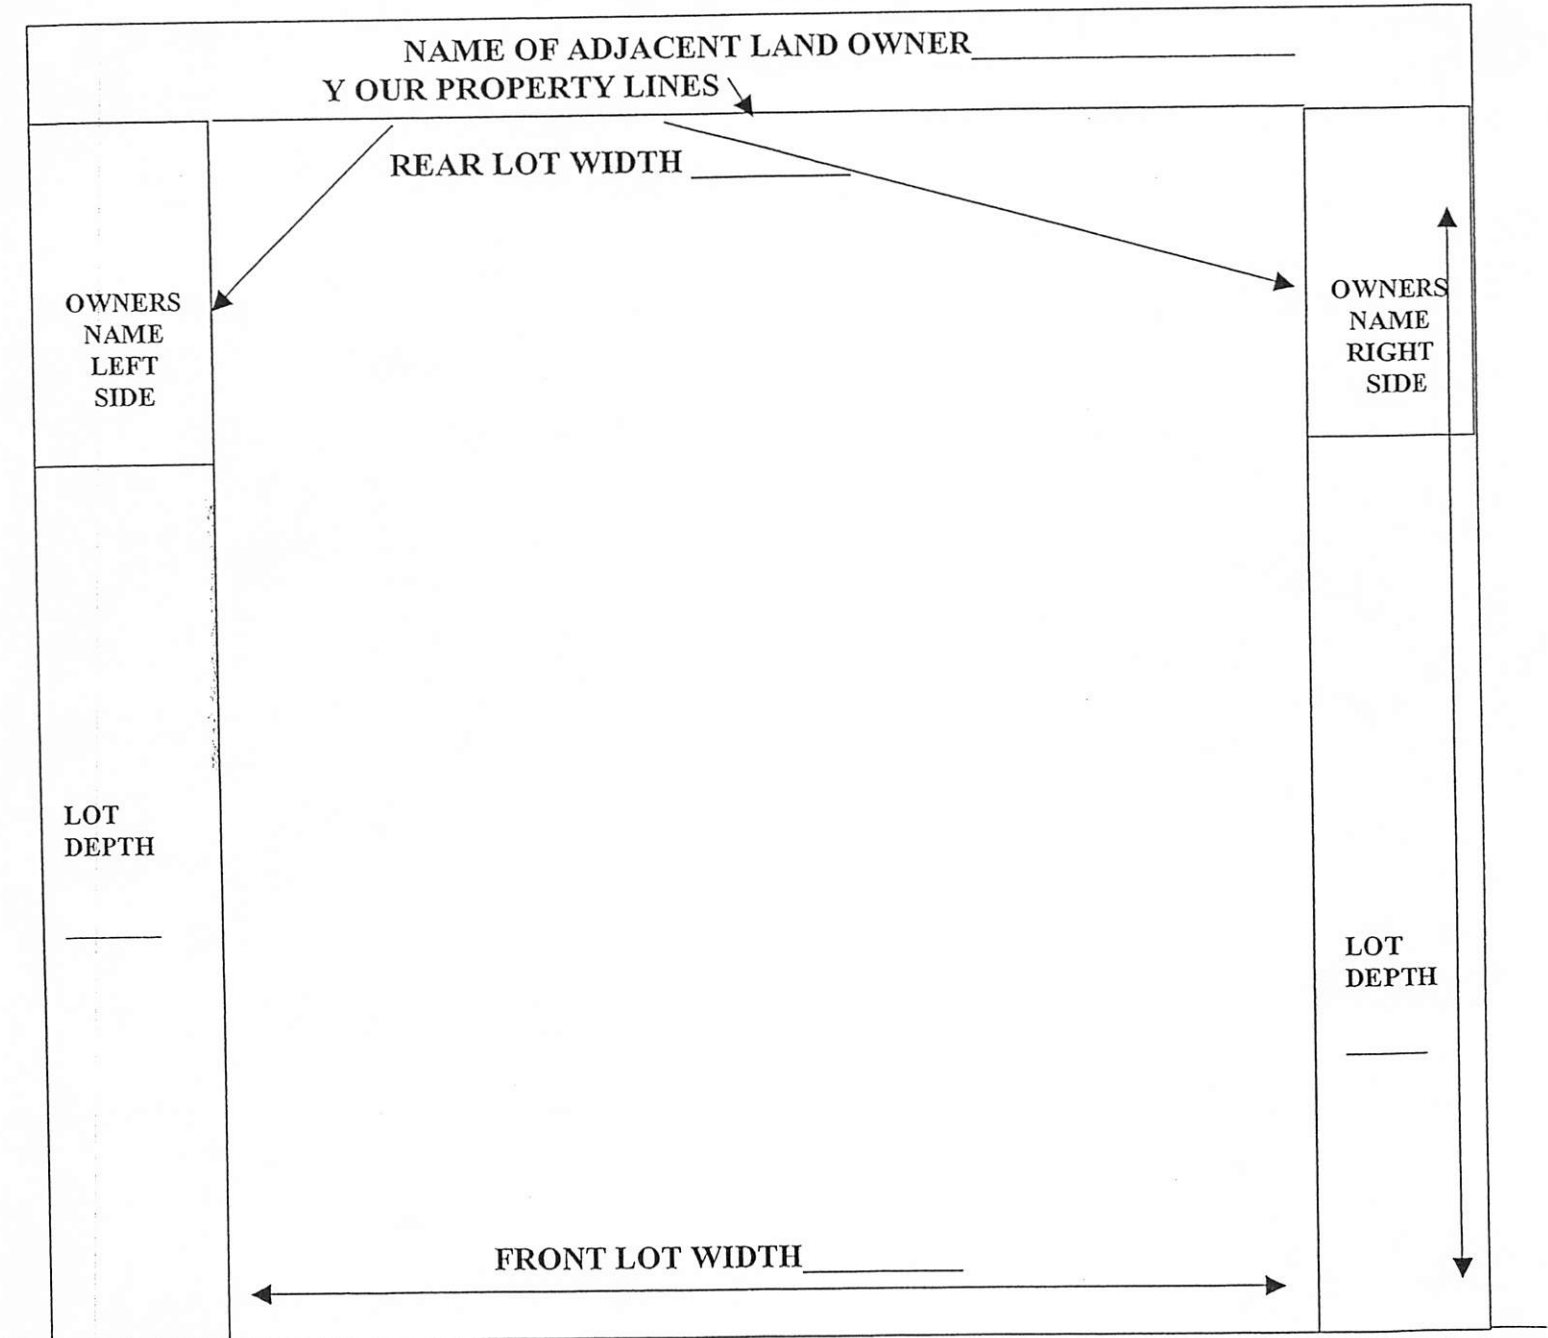 NAME OF ADJACENT LAND OWNER
Y OUR PROPERTY LINES
REAR LOT WIDTH
OWNERS
NAME
LEFT
SIDE
OWNERS
NAME
RIGHT
SIDE
LOT
DEPTH
LOT
DEPTH
FRONT LOT WIDTH